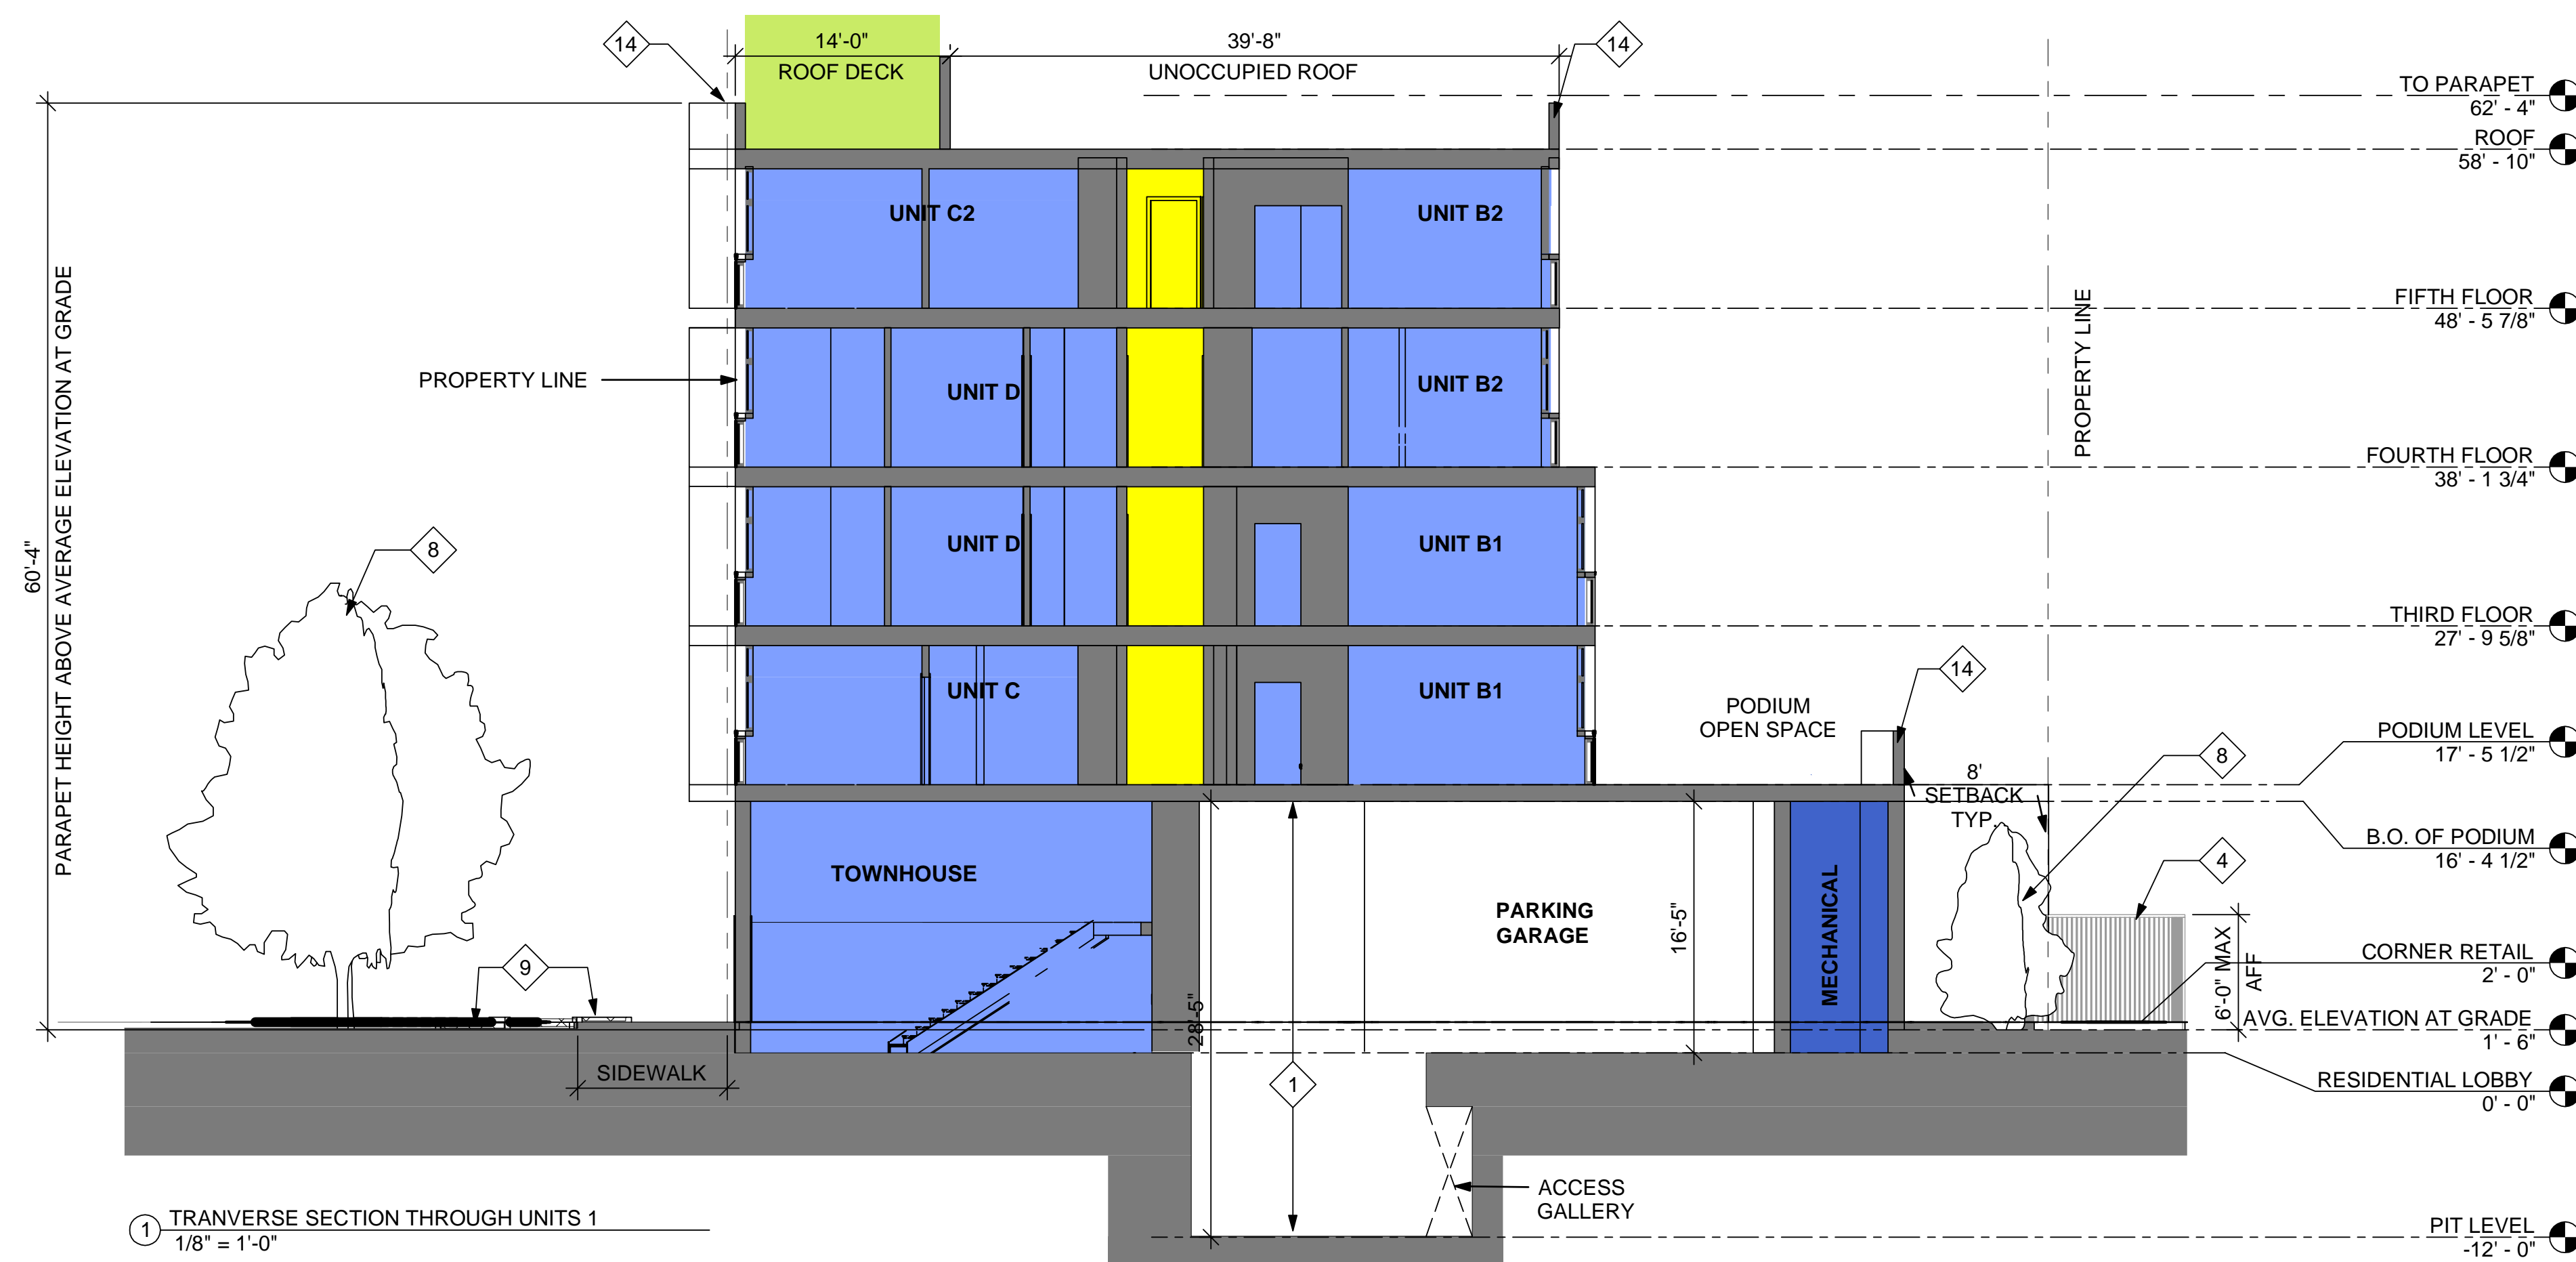 14
14'-0"
39'-8"
14
ROOF DECK
UNOCCUPIED ROOF
TO PARAPET
62' - 4"
ROOF
58' - 10"
UNIT C2
UNIT B2
FIFTH FLOOR
48' - 5 7/8"
PROPERTY LINE
UNIT D
UNIT B2
PROPERTY LINE
FOURTH FLOOR
38' - 1 3/4"
60'-4"
PARAPET HEIGHT ABOVE AVERAGE ELEVATION AT GRADE
8
UNIT D
UNIT B1
THIRD FLOOR
27' - 9 5/8"
UNIT C
UNIT B1
14
PODIUM
OPEN SPACE
PODIUM LEVEL
17' - 5 1/2"
8
8'
SETBACK
TYP.
B.O. OF PODIUM
16' - 4 1/2"
TOWNHOUSE
4
PARKING
GARAGE
16'-5"
MECHANICAL
6'-0" MAX
AFF
CORNER RETAIL
2' - 0"
9
28'-5"
AVG. ELEVATION AT GRADE
1' - 6"
SIDEWALK
1
RESIDENTIAL LOBBY
0' - 0"
ACCESS
GALLERY
1
TRANVERSE SECTION THROUGH UNITS 1
1/8" = 1'-0"
PIT LEVEL
-12' - 0"